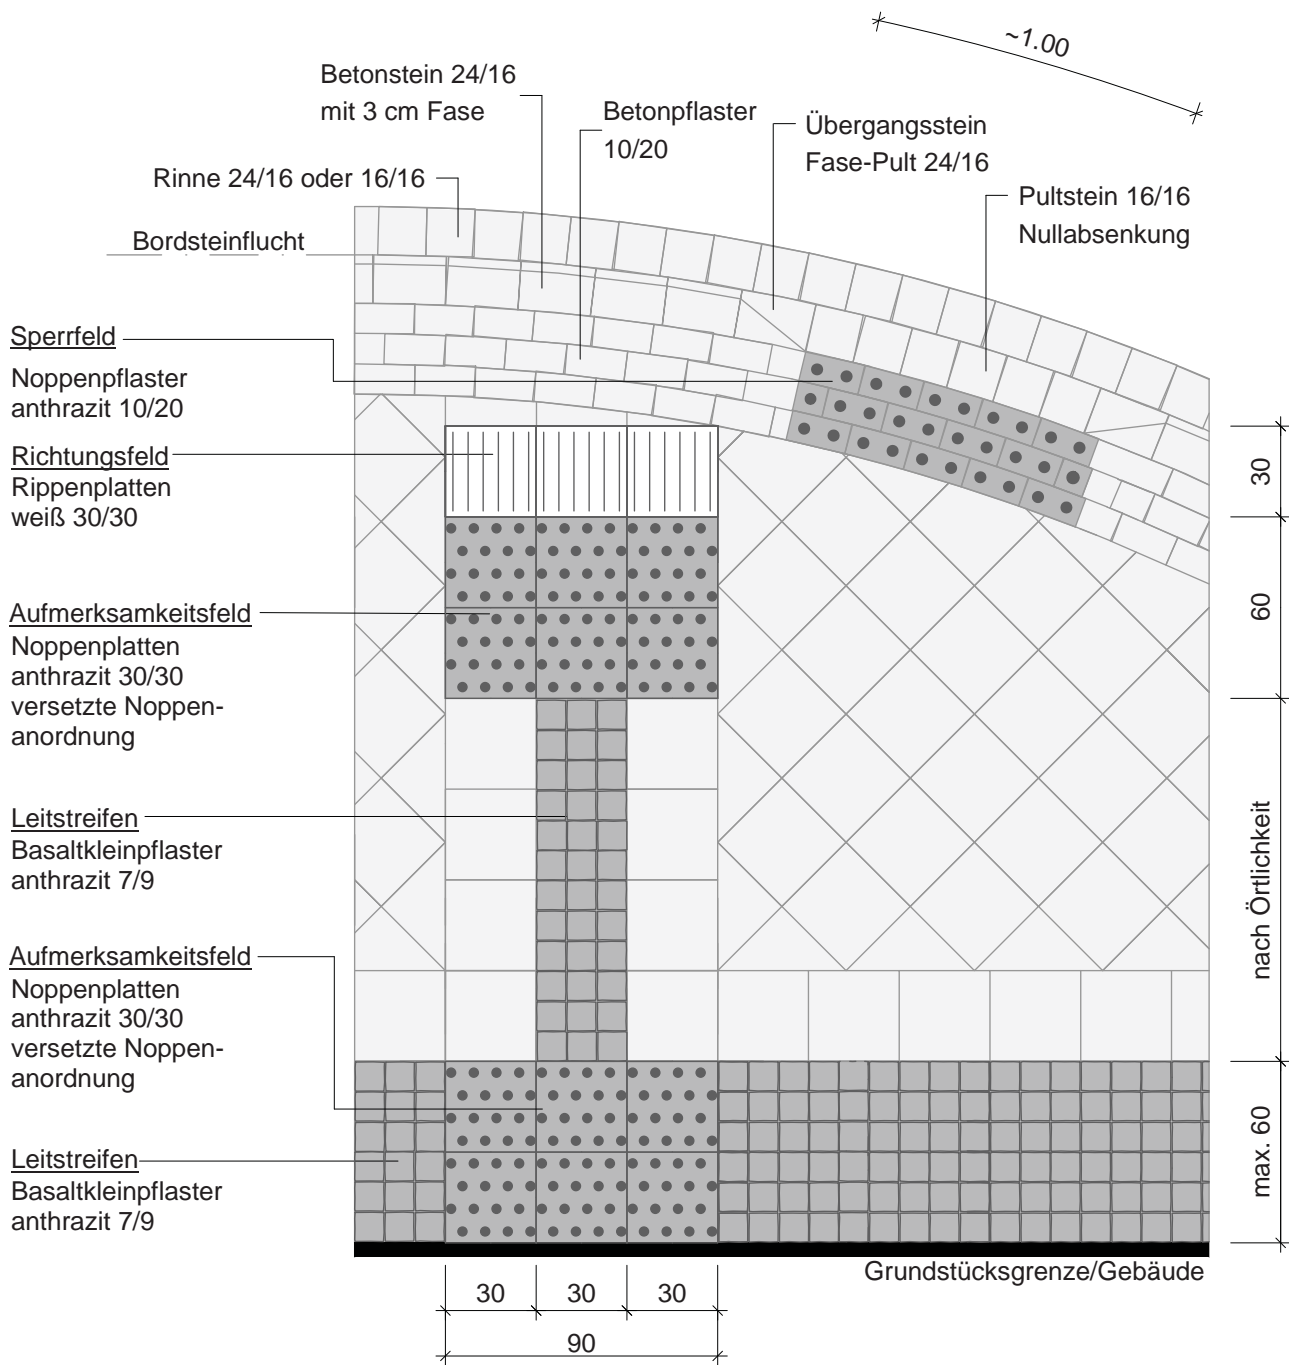 ~1.00
Betonstein 24/16
mit 3 cm Fase
Betonpflaster
10/20
Übergangsstein
Fase-Pult 24/16
Rinne 24/16 oder 16/16
Pultstein 16/16
Nullabsenkung
Bordsteinflucht
Sperrfeld
Noppenpflaster
anthrazit 10/20
Richtungsfeld
Rippenplatten
weiß 30/30
30
Aufmerksamkeitsfeld
Noppenplatten
anthrazit 30/30
versetzte Noppen-
anordnung
60
Leitstreifen
Basaltkleinpflaster
anthrazit 7/9
nach Örtlichkeit
Aufmerksamkeitsfeld
Noppenplatten
anthrazit 30/30
versetzte Noppen-
anordnung
Leitstreifen
Basaltkleinpflaster
anthrazit 7/9
max. 60
Grundstücksgrenze/Gebäude
30 30 30
90